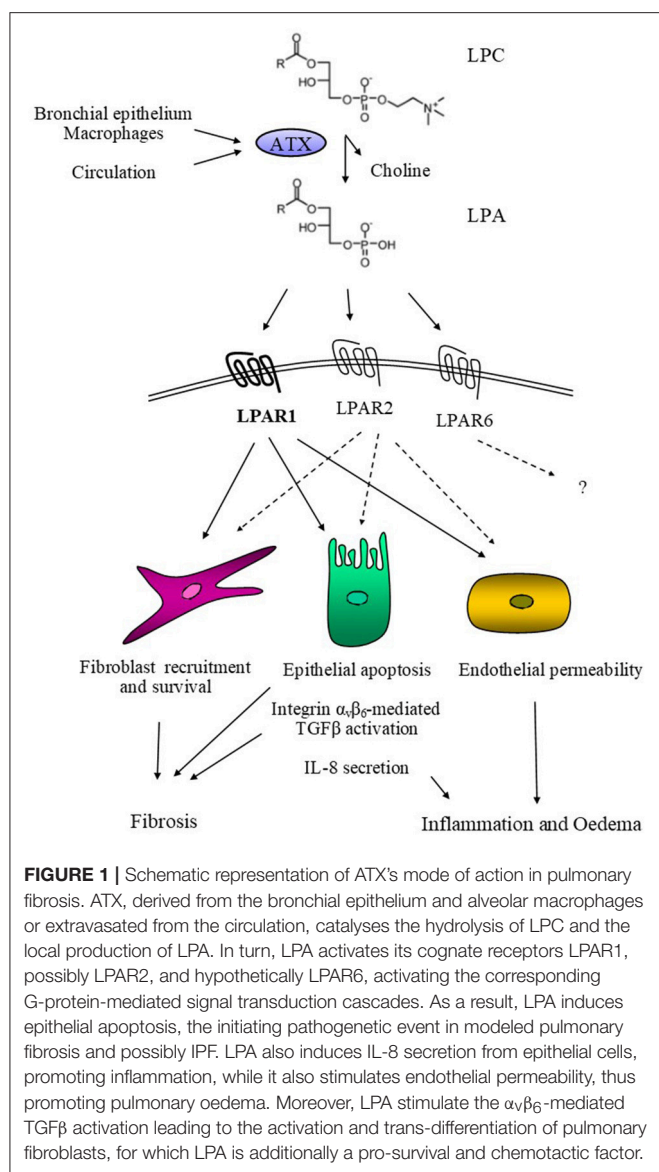 LPC
R
O
O
HO
O-
O-P-O
O
N+
Bronchial epithelium
Macrophages
Circulation
ATX
Choline
LPA
R
O
O
HO
O-
O-P-OH
O
LPAR1
LPAR2
LPAR6
?
Fibroblast recruitment
and survival
Epithelial apoptosis
Endothelial permeability
Integrin αvβ6-mediated
TGFβ activation
IL-8 secretion
Fibrosis
Inflammation and Oedema
FIGURE 1 | Schematic representation of ATX's mode of action in pulmonary
fibrosis. ATX, derived from the bronchial epithelium and alveolar macrophages
or extravasated from the circulation, catalyses the hydrolysis of LPC and the
local production of LPA. In turn, LPA activates its cognate receptors LPAR1,
possibly LPAR2, and hypothetically LPAR6, activating the corresponding
G-protein-mediated signal transduction cascades. As a result, LPA induces
epithelial apoptosis, the initiating pathogenetic event in modeled pulmonary
fibrosis and possibly IPF. LPA also induces IL-8 secretion from epithelial cells,
promoting inflammation, while it also stimulates endothelial permeability, thus
promoting pulmonary oedema. Moreover, LPA stimulate the αvβ6-mediated
TGFβ activation leading to the activation and trans-differentiation of pulmonary
fibroblasts, for which LPA is additionally a pro-survival and chemotactic factor.